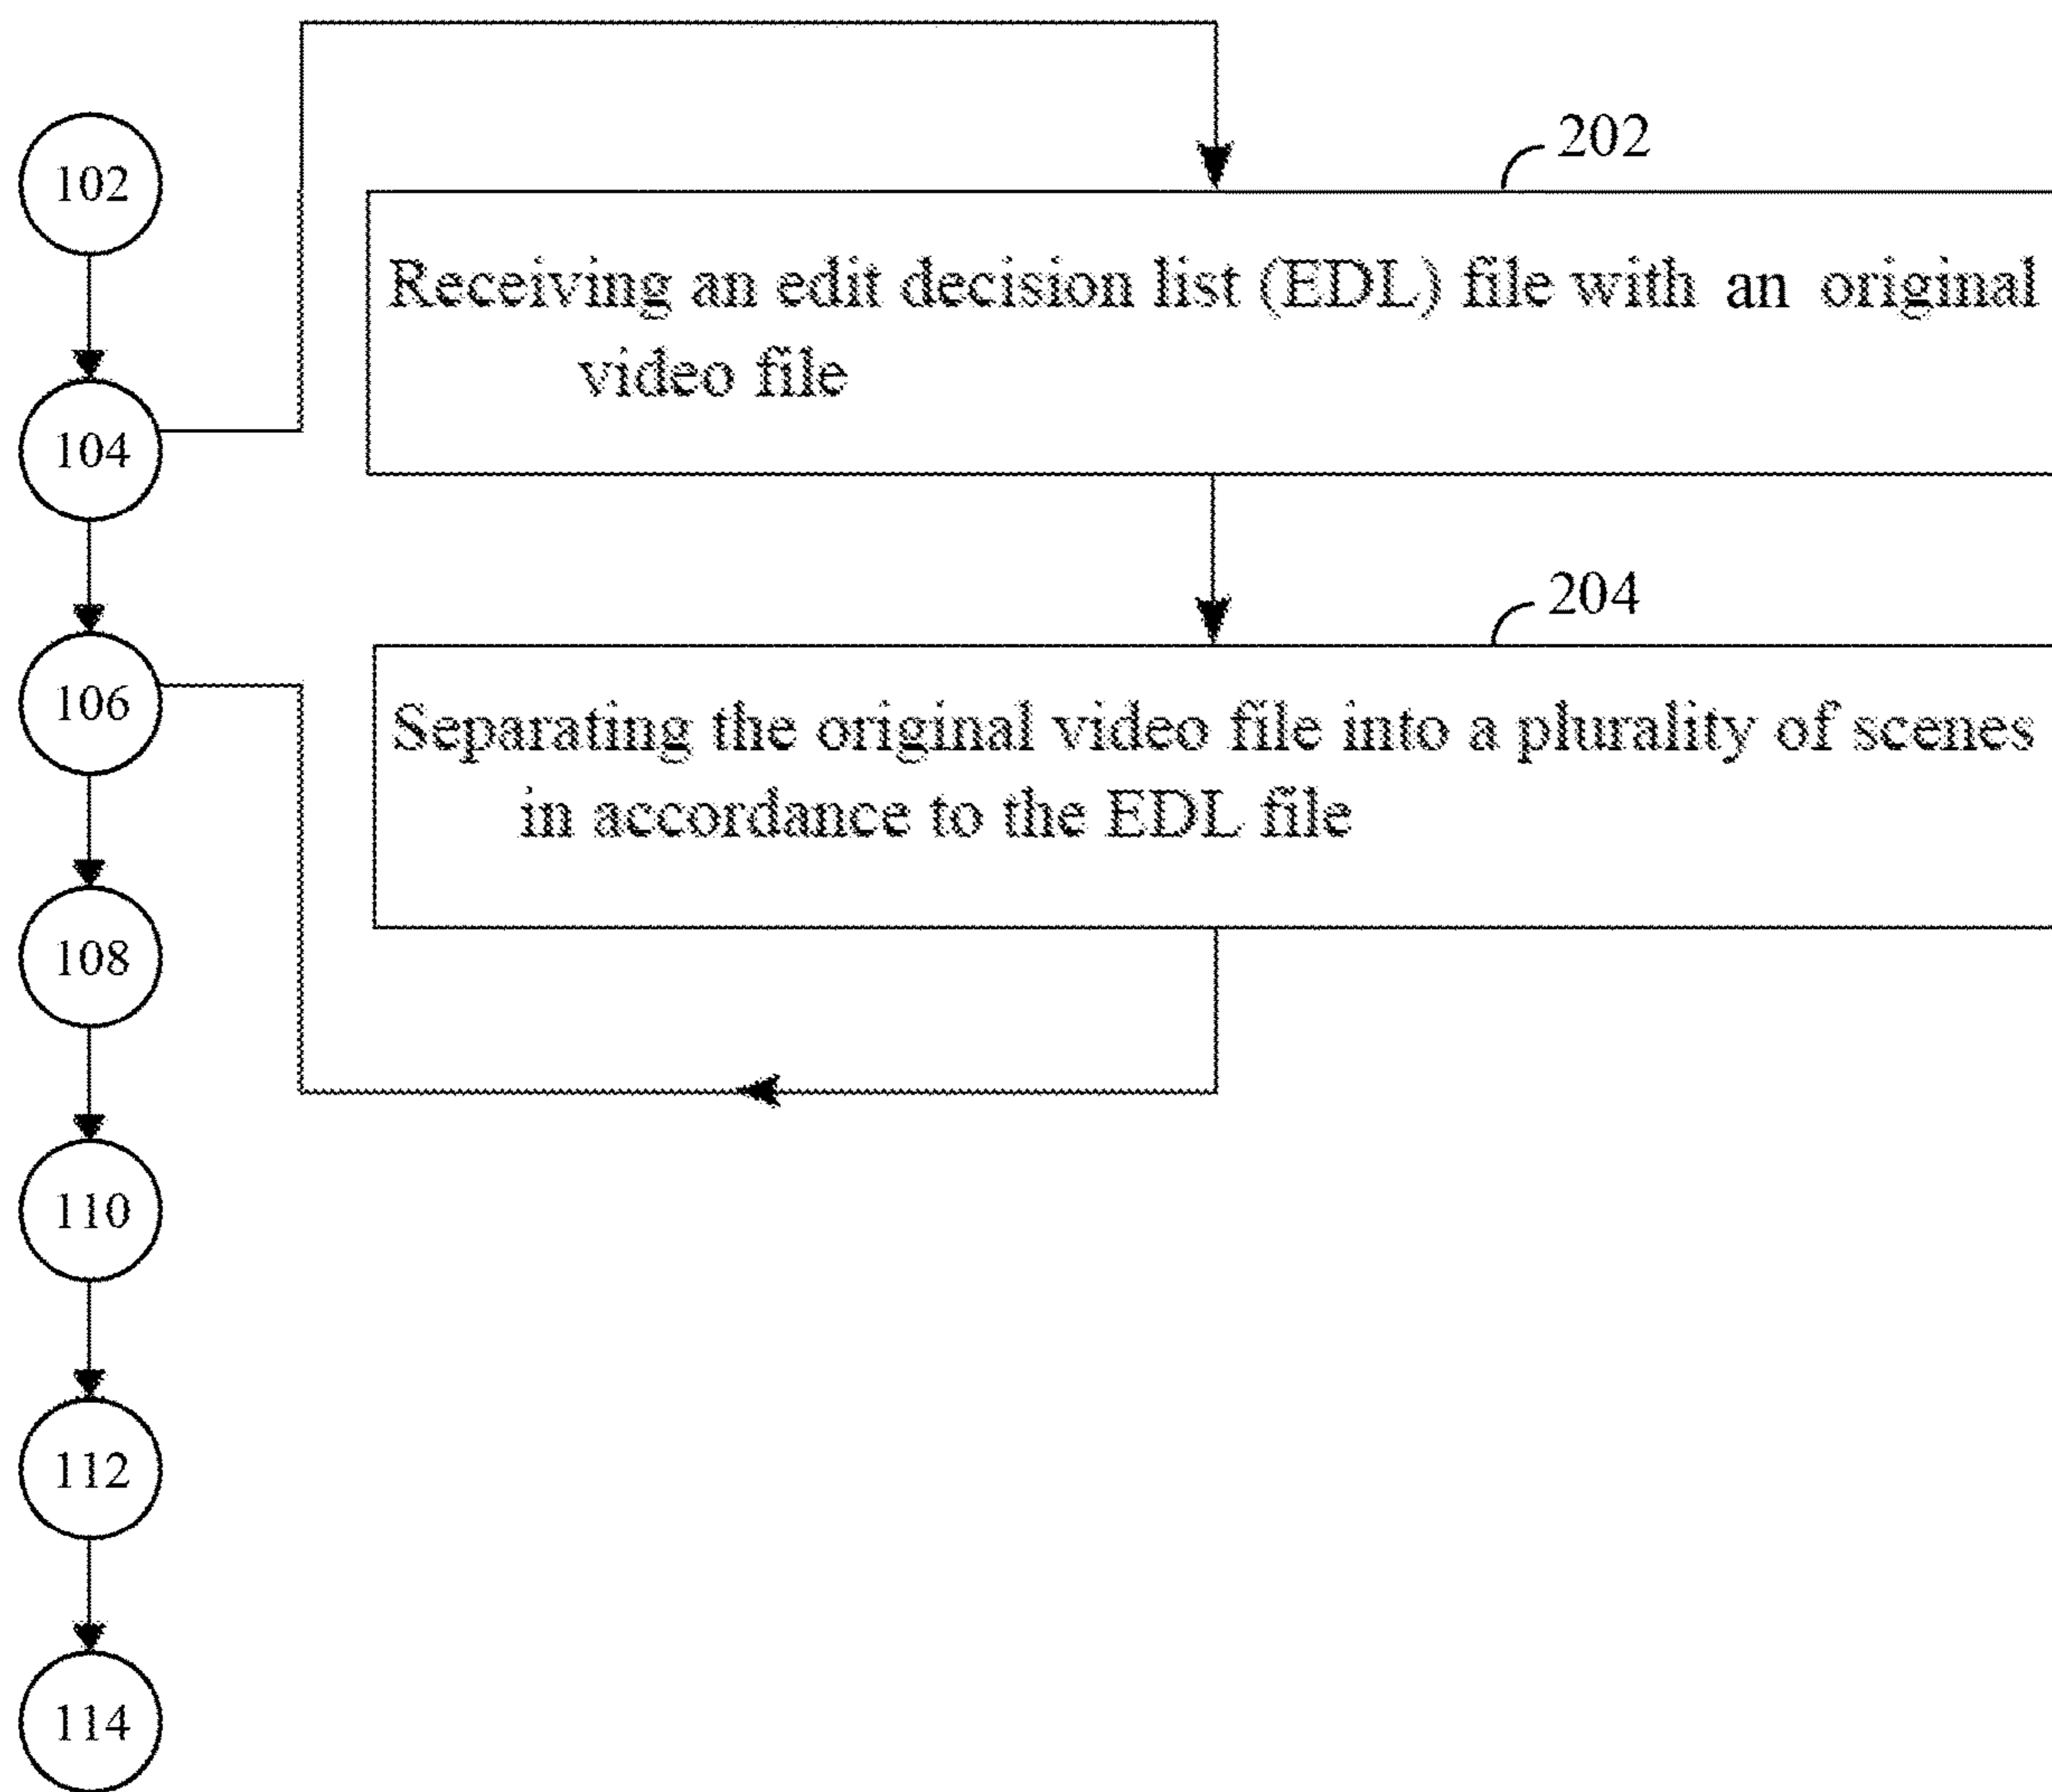 102
202
Receiving an edit decision list (EDL) file with an original
video file
104
204
106
Separating the original video file into a plurality of scenes
in accordance to the EDL file
108
110
112
114